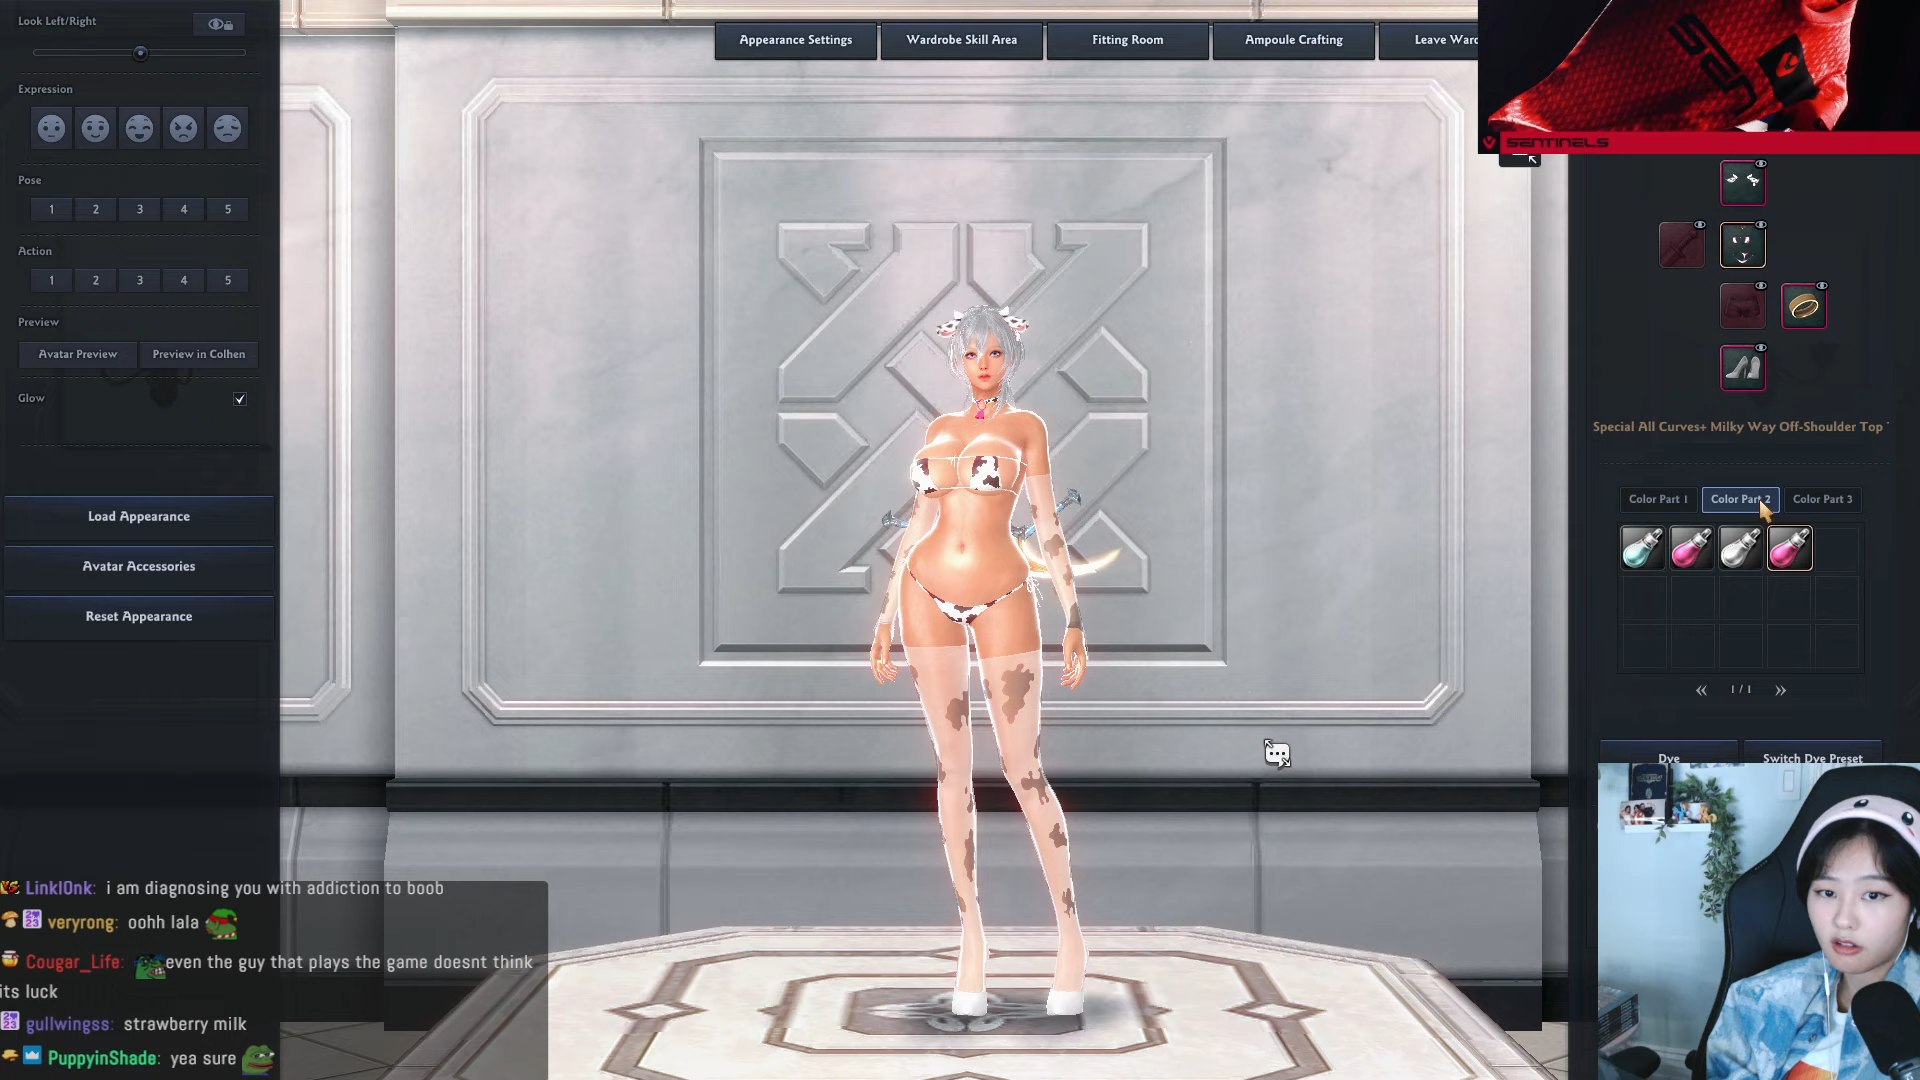 Look Left/Right
Expression
Pose
1 2 3 4 5
Action
1 2 3 4 5
Preview
Avatar Preview Preview in Colhen
Glow
Load Appearance
Avatar Accessories
Reset Appearance
Appearance Settings Wardrobe Skill Area Fitting Room Ampoule Crafting Leave Ward
SENTINELS
Special All Curves+ Milky Way Off-Shoulder Top
Color Part 1 Color Part 2 Color Part 3
« 1 / 1 »
Dye Switch Dye Preset
Linkl0nk: i am diagnosing you with addiction to boob
veryrong: oohh lala
Cougar_Life: even the guy that plays the game doesnt think
its luck
gullwingss: strawberry milk
PuppyinShade: yea sure